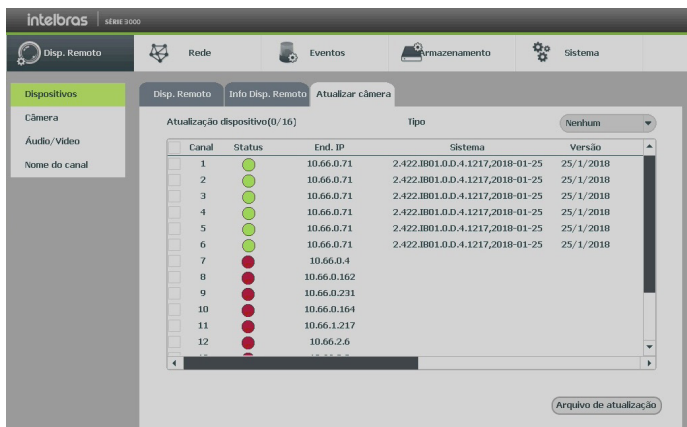 intelbras SÉRIE 3000
Disp. Remoto Rede Eventos Armazenamento Sistema
Dispositivos
Câmera
Áudio/Video
Nome do canal
Disp. Remoto Info Disp. Remoto Atualizar câmera
Atualização dispositivo(0/16) Tipo Nenhum
Canal Status End. IP Sistema Versão
1 10.66.0.71 2.422.IB01.0.D.4.1217,2018-01-25 25/1/2018
2 10.66.0.71 2.422.IB01.0.D.4.1217,2018-01-25 25/1/2018
3 10.66.0.71 2.422.IB01.0.D.4.1217,2018-01-25 25/1/2018
4 10.66.0.71 2.422.IB01.0.D.4.1217,2018-01-25 25/1/2018
5 10.66.0.71 2.422.IB01.0.D.4.1217,2018-01-25 25/1/2018
6 10.66.0.71 2.422.IB01.0.D.4.1217,2018-01-25 25/1/2018
7 10.66.0.4
8 10.66.0.162
9 10.66.0.231
10 10.66.0.164
11 10.66.1.217
12 10.66.2.6
Arquivo de atualização